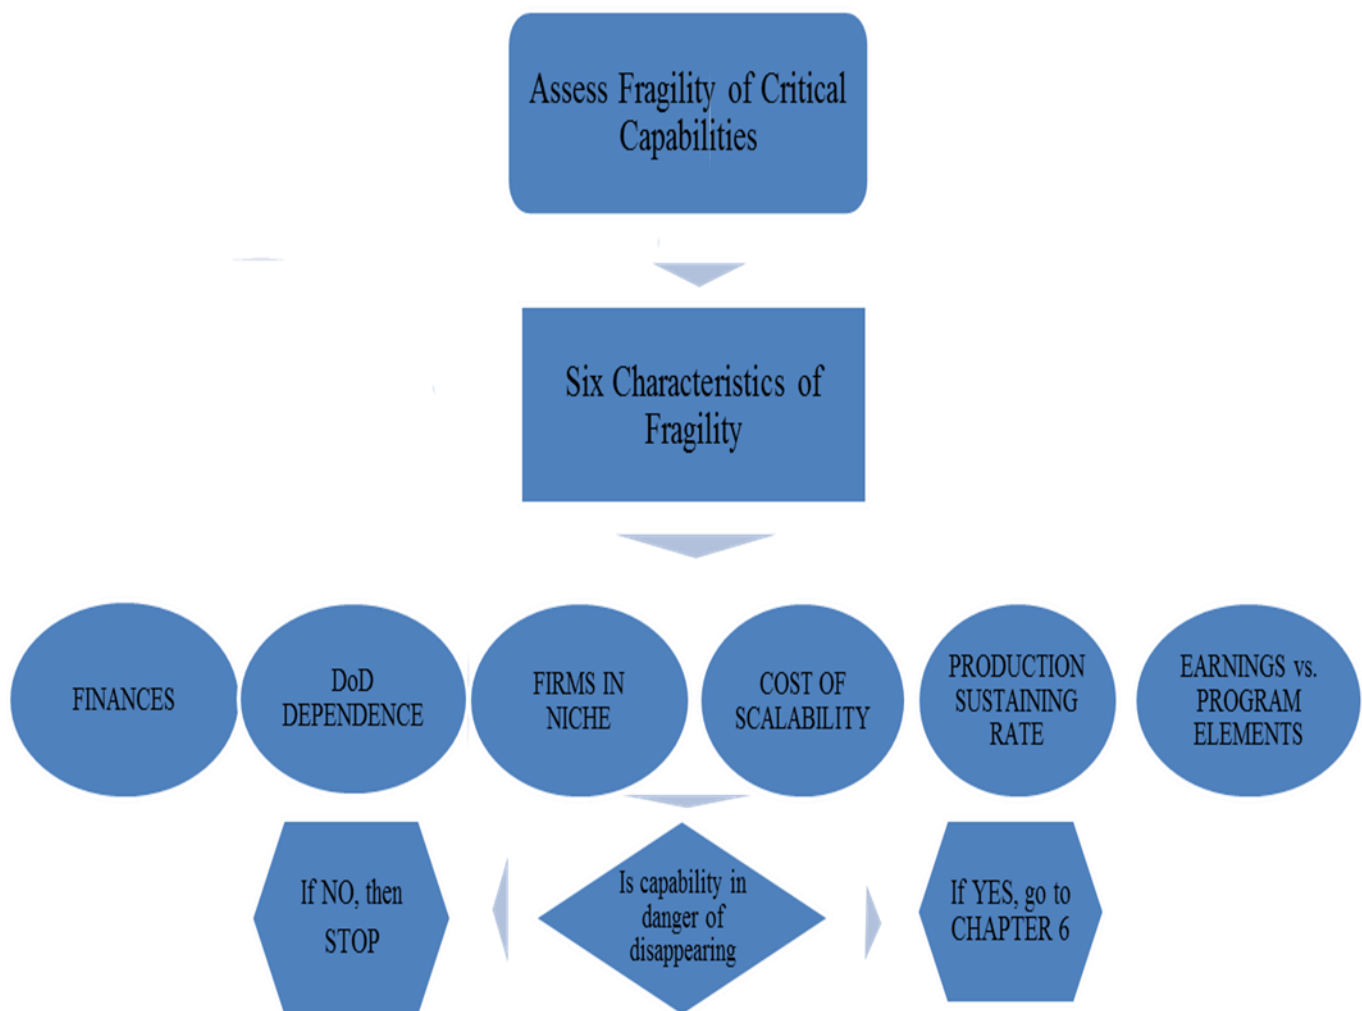 Assess Fragility of Critical
Capabilities
Six Characteristics of
Fragility
FINANCES
DoD
DEPENDENCE
FIRMS IN
NICHE
COST OF
SCALABILITY
PRODUCTION
SUSTAINING
RATE
EARNINGS vs.
PROGRAM
ELEMENTS
If NO, then
STOP
Is capability in
danger of
disappearing
If YES, go to
CHAPTER 6